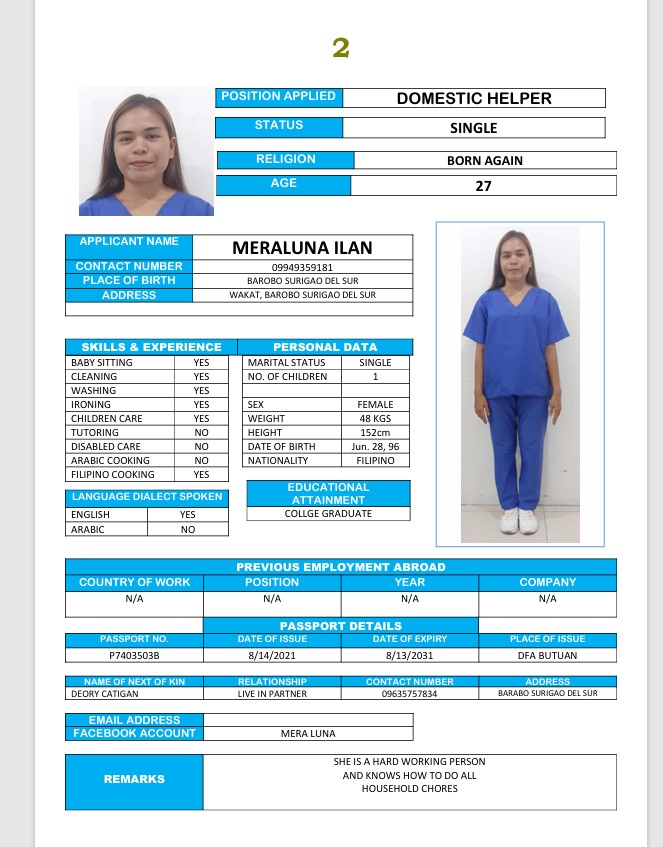 2
POSITION APPLIED DOMESTIC HELPER
STATUS SINGLE
RELIGION BORN AGAIN
AGE 27
APPLICANT NAME MERALUNA ILAN
CONTACT NUMBER 09949359181
PLACE OF BIRTH BAROBO SURIGAO DEL SUR
ADDRESS WAKAT, BAROBO SURIGAO DEL SUR
SKILLS & EXPERIENCE PERSONAL DATA
BABY SITTING YES MARITAL STATUS SINGLE
CLEANING YES NO. OF CHILDREN 1
WASHING YES
IRONING YES SEX FEMALE
CHILDREN CARE YES WEIGHT 48 KGS
TUTORING NO HEIGHT 152cm
DISABLED CARE NO DATE OF BIRTH Jun. 28, 96
ARABIC COOKING NO NATIONALITY FILIPINO
FILIPINO COOKING YES
LANGUAGE DIALECT SPOKEN
ENGLISH YES
ARABIC NO
EDUCATIONAL
ATTAINMENT
COLLGE GRADUATE
PREVIOUS EMPLOYMENT ABROAD
COUNTRY OF WORK POSITION YEAR COMPANY
N/A N/A N/A N/A
PASSPORT DETAILS
PASSPORT NO. DATE OF ISSUE DATE OF EXPIRY PLACE OF ISSUE
P7403503B 8/14/2021 8/13/2031 DFA BUTUAN
NAME OF NEXT OF KIN RELATIONSHIP CONTACT NUMBER ADDRESS
DEORY CATIGAN LIVE IN PARTNER 09635757834 BARABO SURIGAO DEL SUR
EMAIL ADDRESS
FACEBOOK ACCOUNT MERA LUNA
REMARKS
SHE IS A HARD WORKING PERSON
AND KNOWS HOW TO DO ALL
HOUSEHOLD CHORES